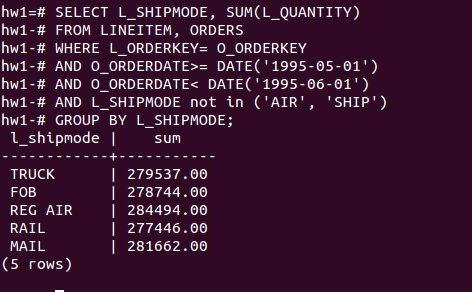 hw1=# SELECT L_SHIPMODE, SUM(L_QUANTITY)
hw1-# FROM LINEITEM, ORDERS
hw1-# WHERE L_ORDERKEY= O_ORDERKEY
hw1-# AND O_ORDERDATE>= DATE('1995-05-01')
hw1-# AND O_ORDERDATE< DATE('1995-06-01')
hw1-# AND L_SHIPMODE not in ('AIR', 'SHIP')
hw1-# GROUP BY L_SHIPMODE;
 l_shipmode |    sum
------------+-----------
 TRUCK      | 279537.00
 FOB        | 278744.00
 REG AIR    | 284494.00
 RAIL       | 277446.00
 MAIL       | 281662.00
(5 rows)